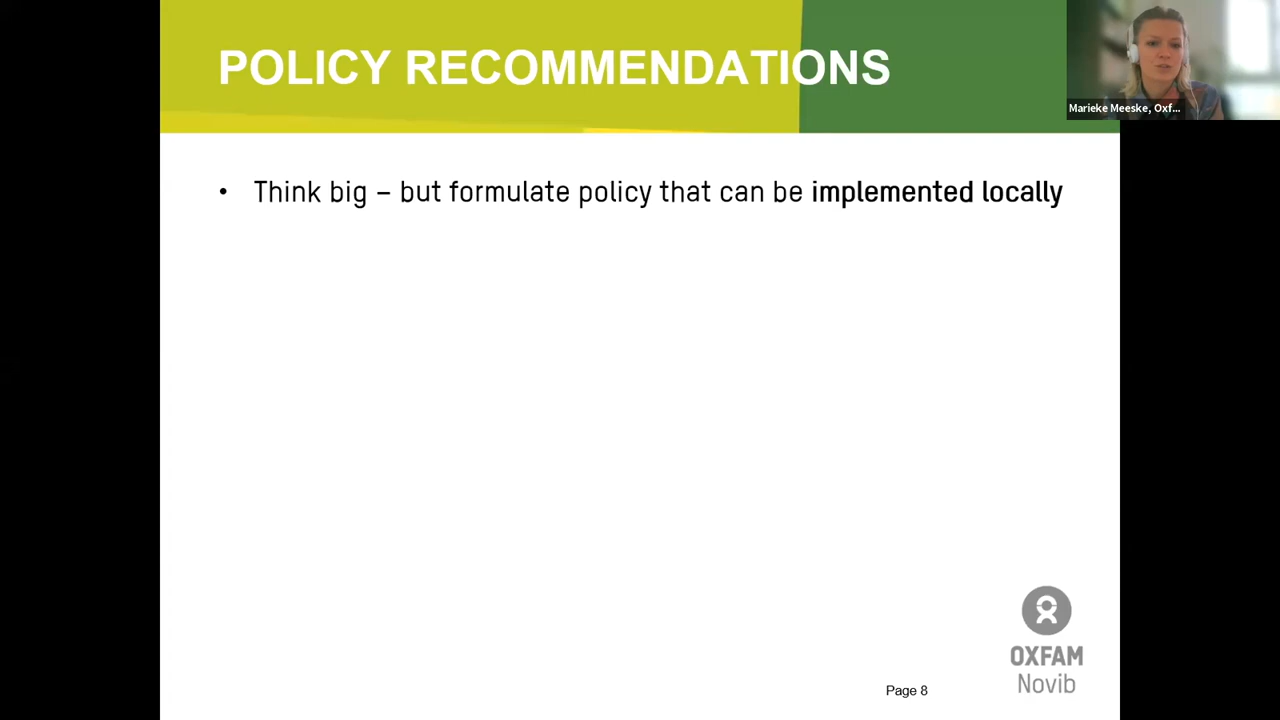 POLICY RECOMMENDATIONS
Marieke Meeske, Oxf...
• Think big – but formulate policy that can be implemented locally
OXFAM
Novib
Page 8